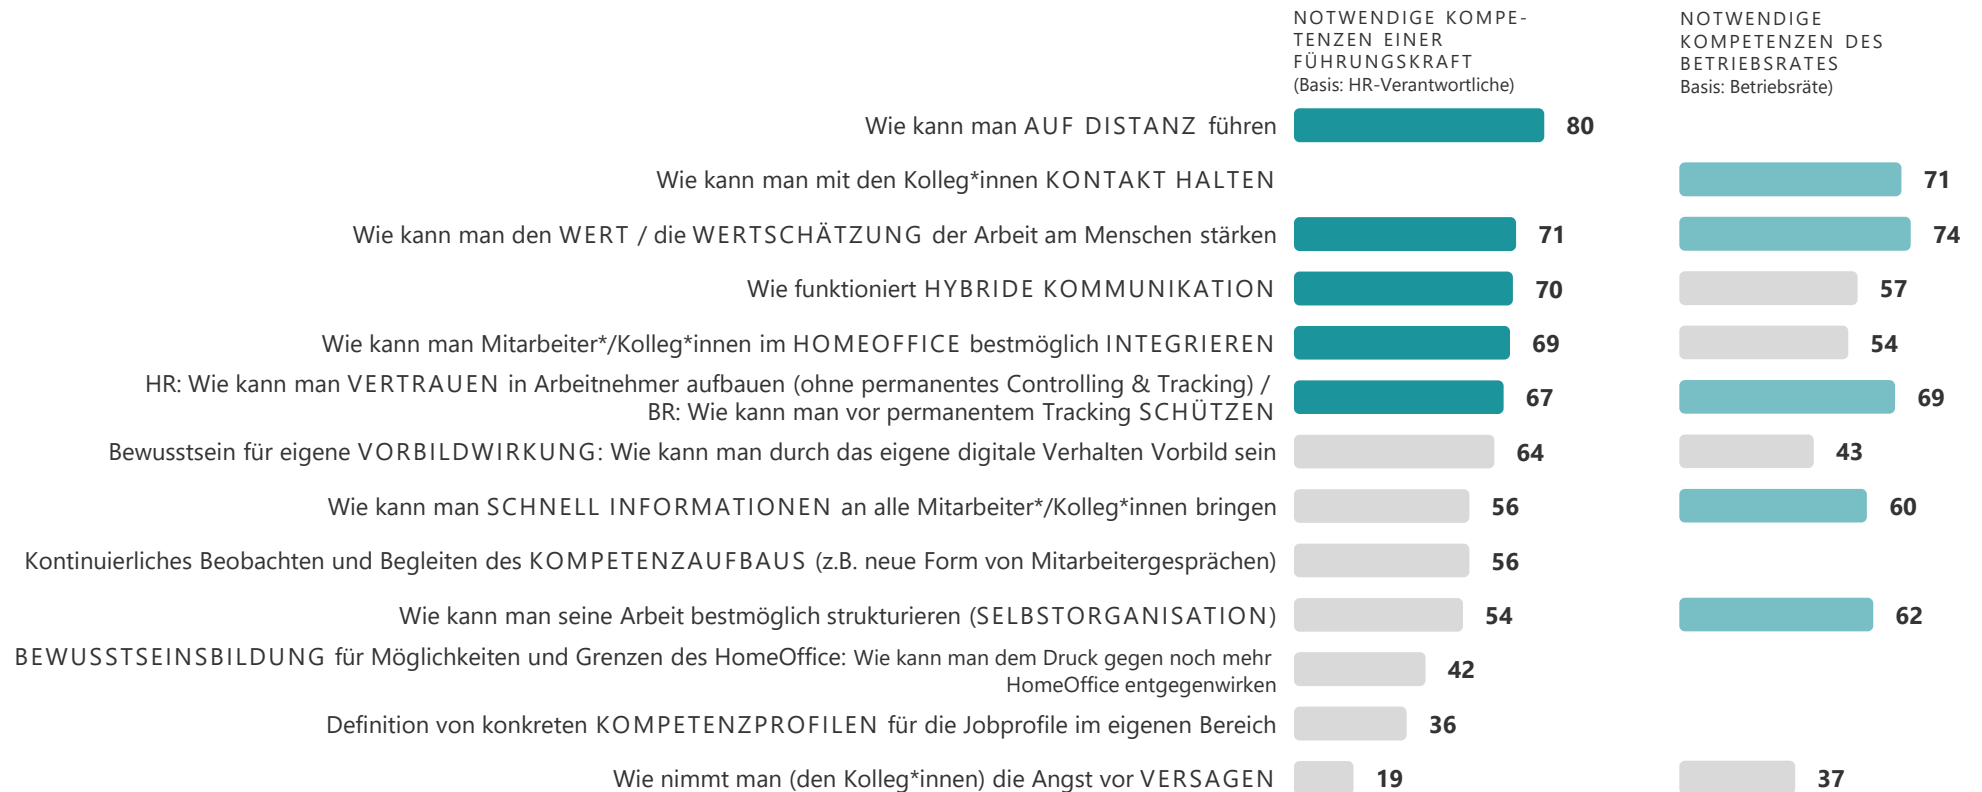 NOTWENDIGE KOMPE-
TENZEN EINER
FÜHRUNGSKRAFT
(Basis: HR-Verantwortliche)
NOTWENDIGE
KOMPETENZEN DES
BETRIEBSRATES
Basis: Betriebsräte)
Wie kann man AUF DISTANZ führen 80
Wie kann man mit den Kolleg*innen KONTAKT HALTEN 71
Wie kann man den WERT / die WERTSCHÄTZUNG der Arbeit am Menschen stärken 71 74
Wie funktioniert HYBRIDE KOMMUNIKATION 70 57
Wie kann man Mitarbeiter*/Kolleg*innen im HOMEOFFICE bestmöglich INTEGRIEREN 69 54
HR: Wie kann man VERTRAUEN in Arbeitnehmer aufbauen (ohne permanentes Controlling & Tracking) /
BR: Wie kann man vor permanentem Tracking SCHÜTZEN 67 69
Bewusstsein für eigene VORBILDWIRKUNG: Wie kann man durch das eigene digitale Verhalten Vorbild sein 64 43
Wie kann man SCHNELL INFORMATIONEN an alle Mitarbeiter*/Kolleg*innen bringen 56 60
Kontinuierliches Beobachten und Begleiten des KOMPETENZAUFBAUS (z.B. neue Form von Mitarbeitergesprächen) 56
Wie kann man seine Arbeit bestmöglich strukturieren (SELBSTORGANISATION) 54 62
BEWUSSTSEINSBILDUNG für Möglichkeiten und Grenzen des HomeOffice: Wie kann man dem Druck gegen noch mehr
HomeOffice entgegenwirken 42
Definition von konkreten KOMPETENZPROFILEN für die Jobprofile im eigenen Bereich 36
Wie nimmt man (den Kolleg*innen) die Angst vor VERSAGEN 19 37